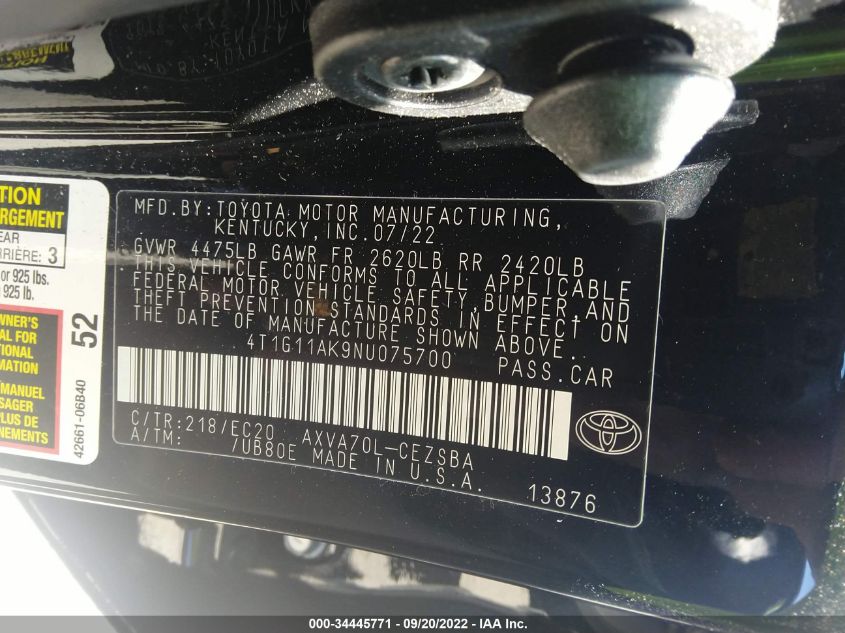 MFD.BY:TOYOTA MOTOR MANUFACTURING,
KENTUCKY, INC.07/22
GVWR 4475LB GAWR FR 2620LB RR 2420LB
THIS VEHICLE CONFORMS TO ALL APPLICABLE
FEDERAL MOTOR VEHICLE SAFETY,BUMPER,AND
THEFT PREVENTION STANDARDS IN EFFECT ON
THE DATE OF MANUFACTURE SHOWN ABOVE.
4T1G11AK9NU075700 PASS.CAR
C/TR:218/EC20 AXVA70L-CEZSBA
A/TM: /UB80E MADE IN U.S.A.
13876
TION
RGEMENT
EAR
ARRIÈRE: 3
or 925 lbs.
925 lb.
WNER'S
AL FOR
TIONAL
RMATION
MANUEL
SAGER
PLUS DE
NEMENTS
52
42661-06B40
000-34445771 - 09/20/2022 - IAA Inc.